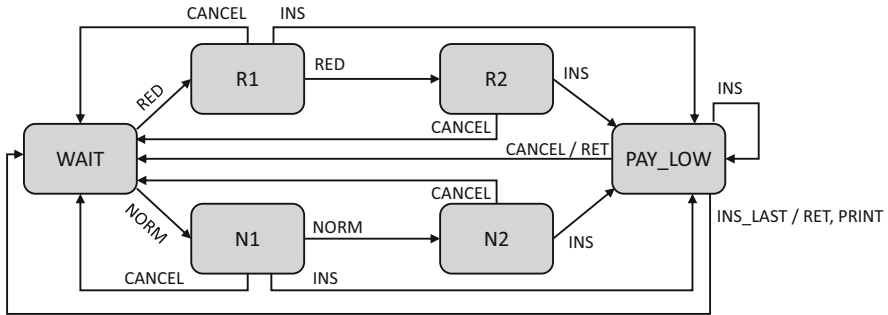 CANCEL
INS
R1
RED
R2
INS
INS
RED
CANCEL
WAIT
CANCEL / RET
PAY_LOW
CANCEL
NORM
N1
NORM
N2
INS
INS_LAST / RET, PRINT
CANCEL
INS